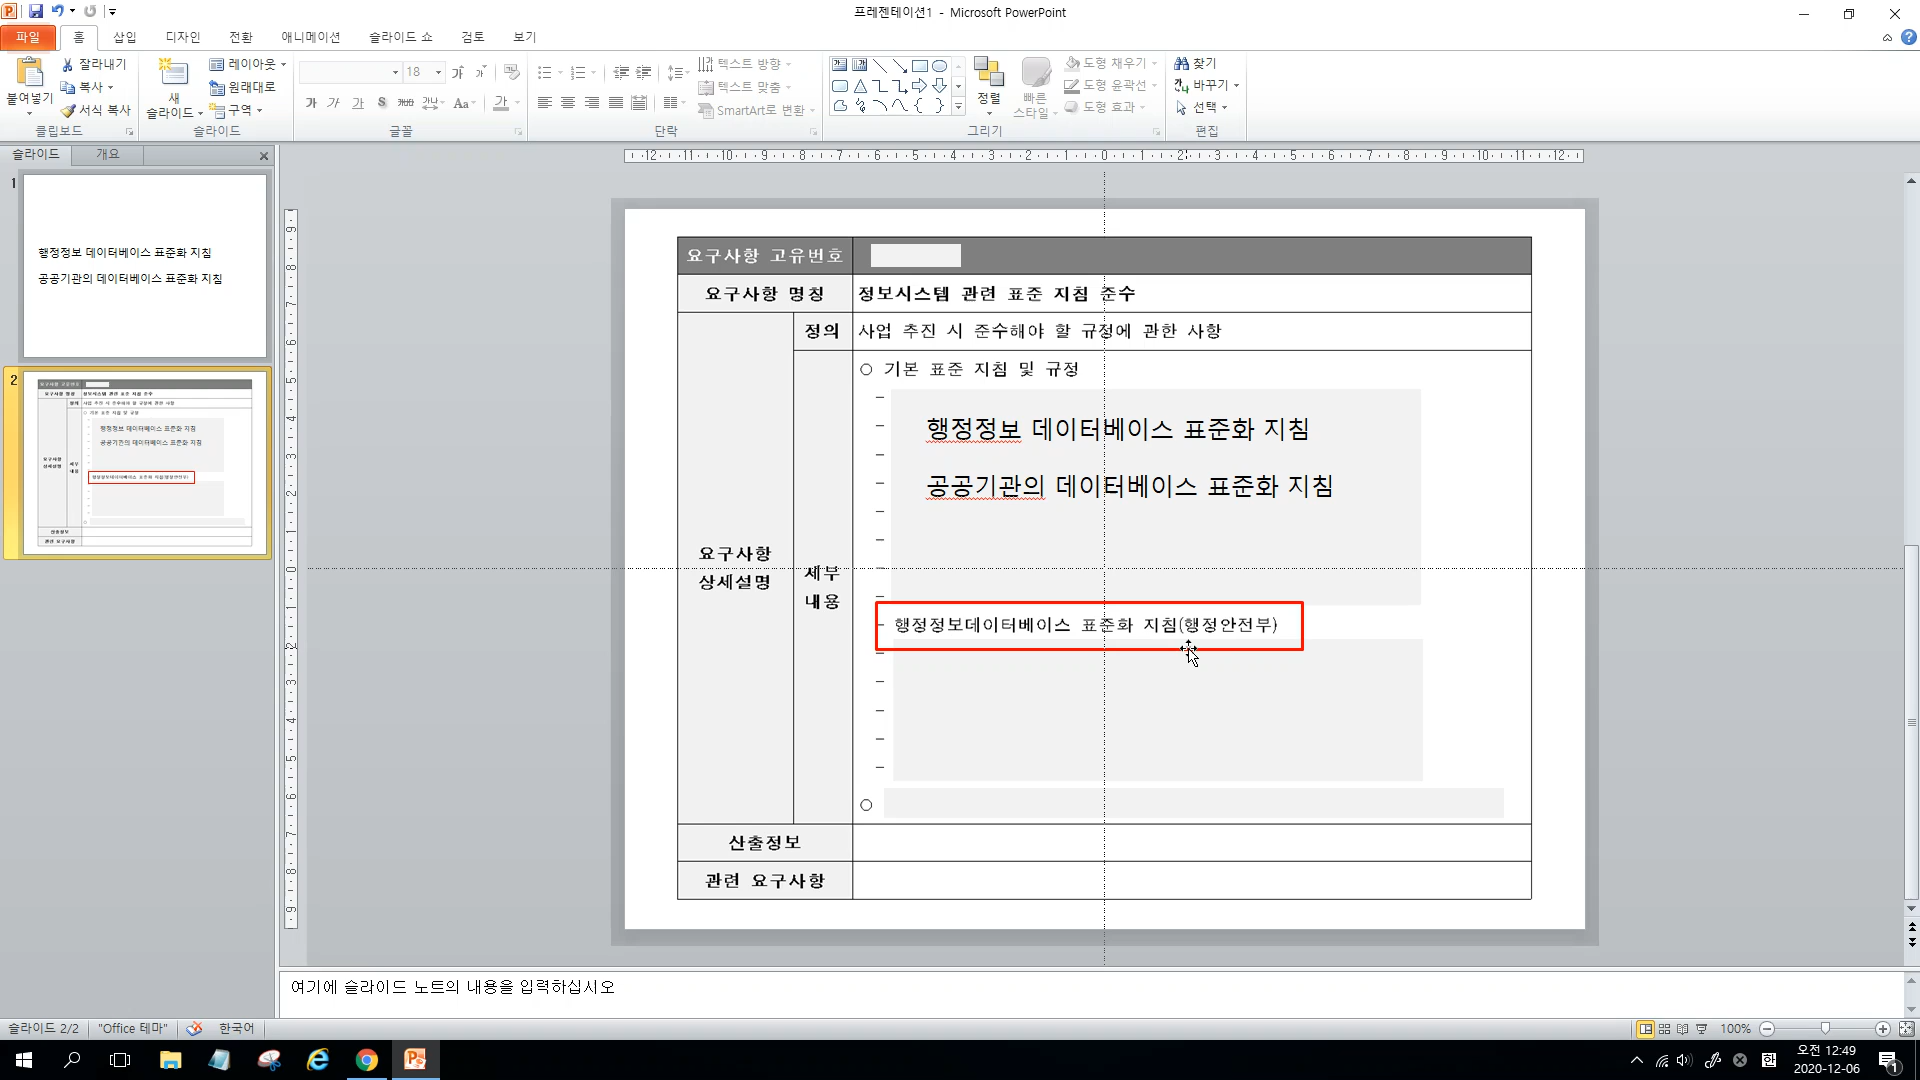 프레젠테이션1 - Microsoft PowerPoint
파일 홈 삽입 디자인 전환 애니메이션 슬라이드 쇼 검토 보기
붙여넣기
잘라내기
복사
서식 복사
클립보드
새
슬라이드
레이아웃
원래대로
구역
슬라이드
18
가 가
가 가 가 S 가 Aa 가
글꼴
텍스트 방향
텍스트 맞춤
SmartArt로 변환
단락
정렬
빠른
스타일
도형 채우기
도형 윤곽선
도형 효과
그리기
찾기
바꾸기
선택
편집
슬라이드 개요
1
행정정보 데이터베이스 표준화 지침
공공기관의 데이터베이스 표준화 지침
2
요구사항 고유번호
요구사항 명칭 정보시스템 관련 표준 지침 준수
정의 사업 추진 시 준수해야 할 규정에 관한 사항
○ 기본 표준 지침 및 규정
행정정보 데이터베이스 표준화 지침
공공기관의 데이터베이스 표준화 지침
요구사항
상세설명
세부
내용
- 행정정보데이터베이스 표준화 지침(행정안전부)
산출정보
관련 요구사항
여기에 슬라이드 노트의 내용을 입력하십시오
슬라이드 2/2 "Office 테마" 한국어 100%
한
오전 12:49
2020-12-06
1